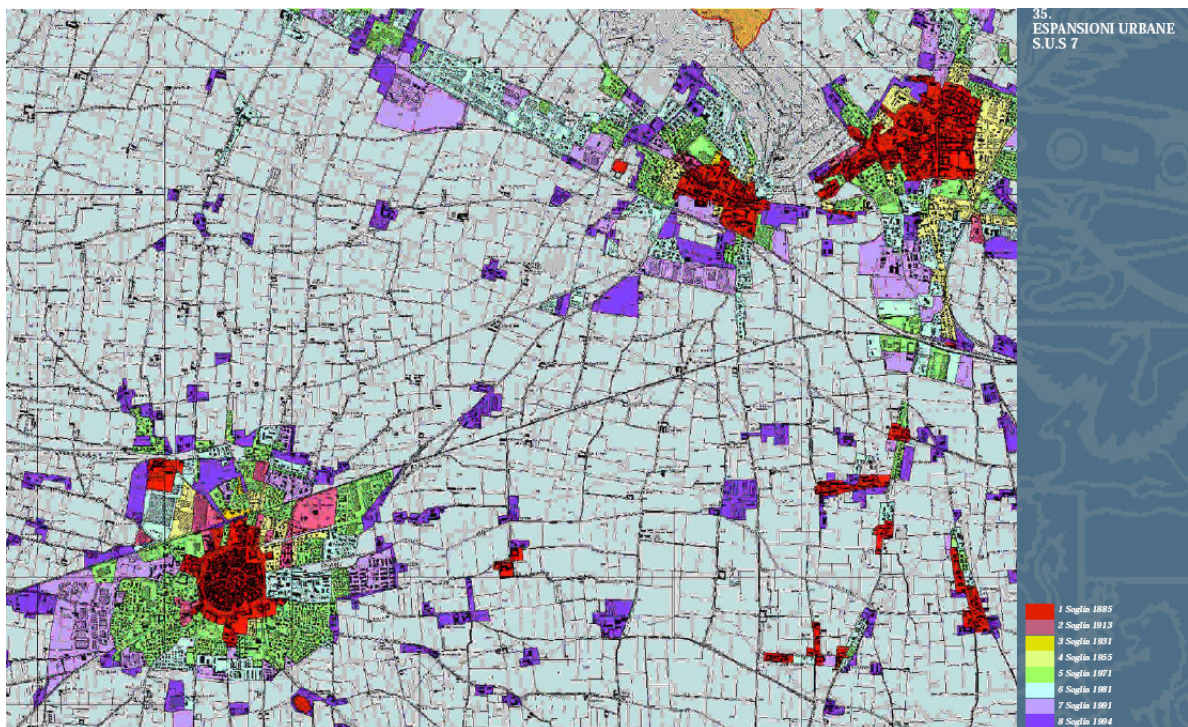 35.
ESPANSIONI URBANE
S.U.S 7
1 Soglia 1885
2 Soglia 1913
3 Soglia 1931
4 Soglia 1955
5 Soglia 1971
6 Soglia 1981
7 Soglia 1991
8 Soglia 1994